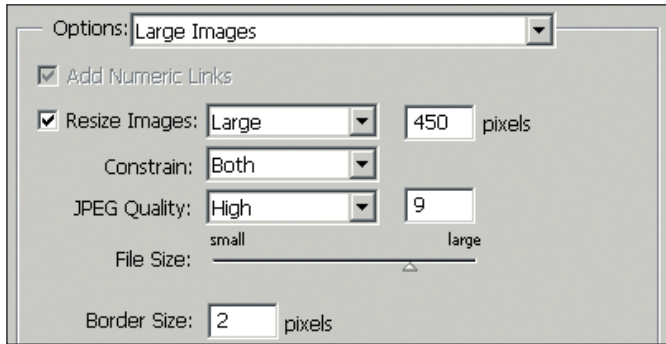 Options: Large Images
Add Numeric Links
Resize Images: Large 450 pixels
Constrain: Both
JPEG Quality: High 9
small large
File Size:
Border Size: 2 pixels